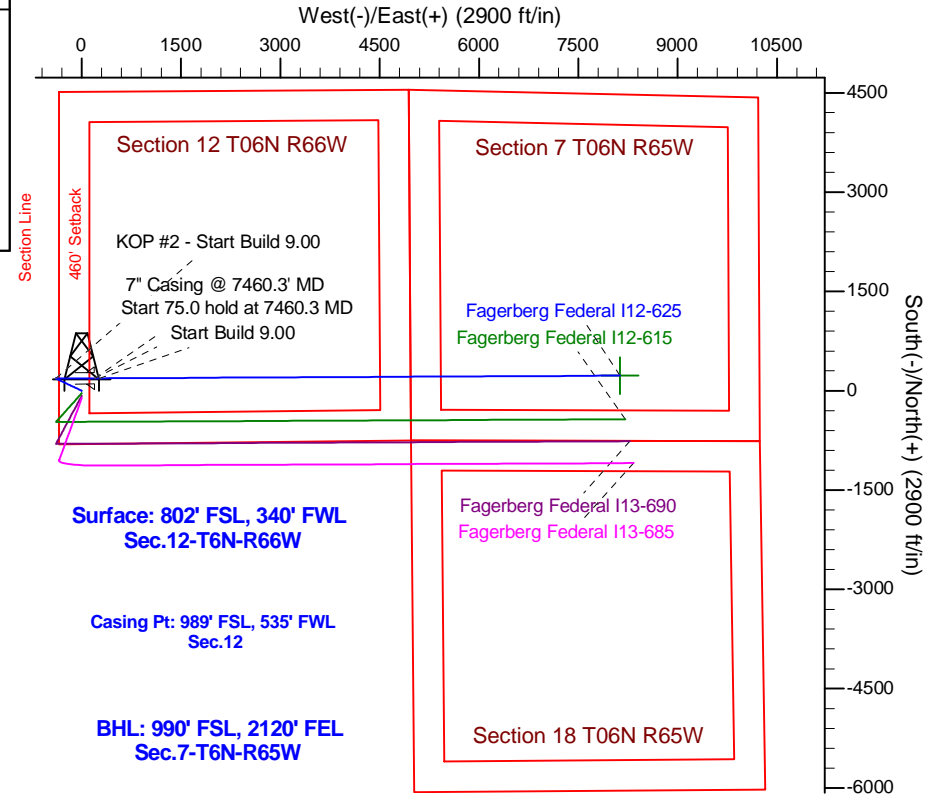 West(-)/East(+) (2900 ft/in)
0 1500 3000 4500 6000 7500 9000 10500
4500
3000
1500
0
-1500
-3000
-4500
-6000
South(-)/North(+) (2900 ft/in)
Section Line
460' Setback
Section 12 T06N R66W
Section 7 T06N R65W
KOP #2 - Start Build 9.00
7" Casing @ 7460.3' MD
Start 75.0 hold at 7460.3 MD
Start Build 9.00
Fagerberg Federal I12-625
Fagerberg Federal I12-615
Fagerberg Federal I13-690
Fagerberg Federal I13-685
Surface: 802' FSL, 340' FWL
Sec.12-T6N-R66W
Casing Pt: 989' FSL, 535' FWL
Sec.12
BHL: 990' FSL, 2120' FEL
Sec.7-T6N-R65W
Section 18 T06N R65W